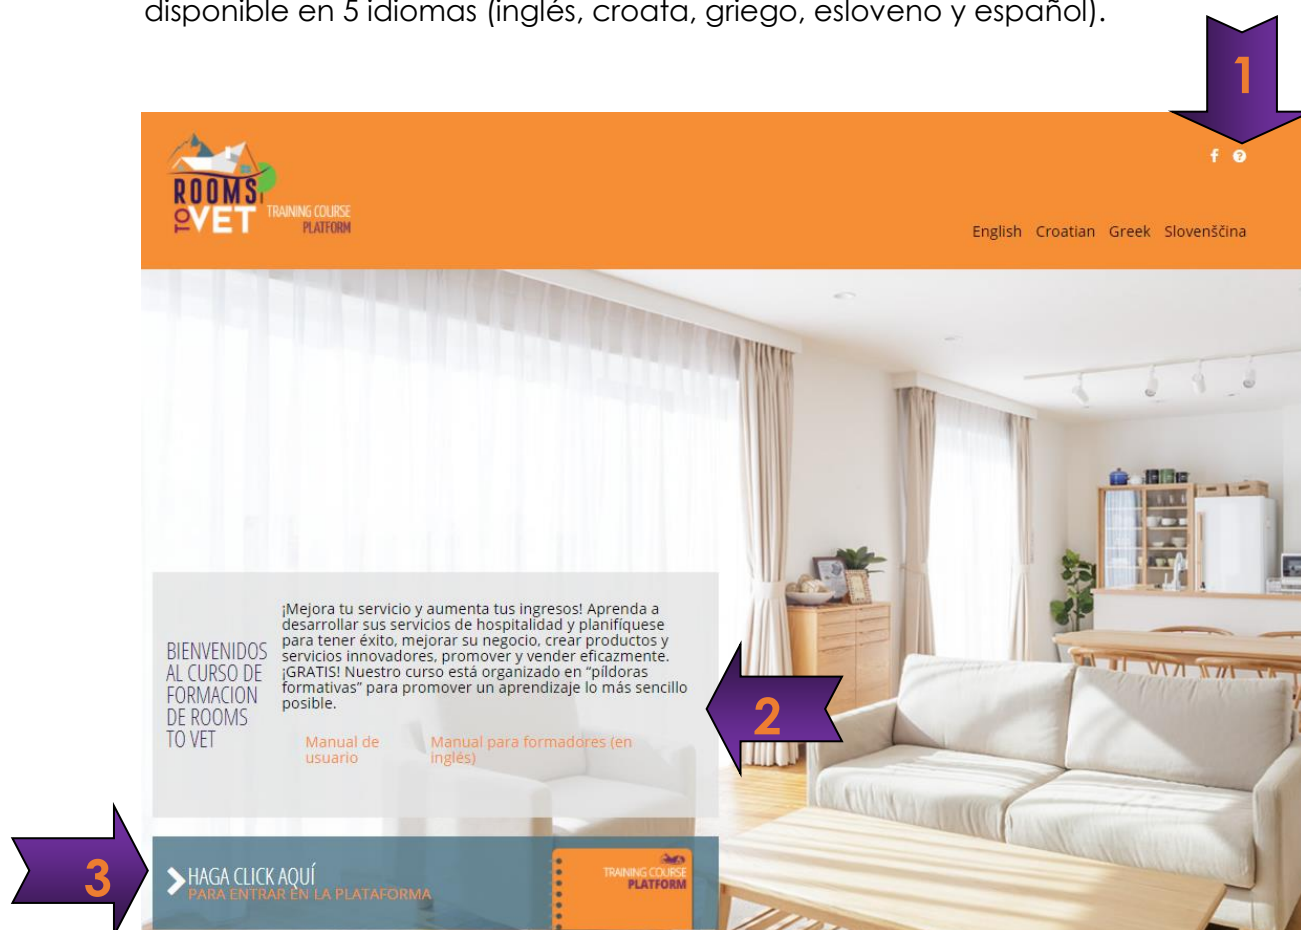 disponible en 5 idiomas (inglés, croata, griego, esloveno y español).
1
f ?
ROOMS
TO VET
TRAINING COURSE
PLATFORM
English Croatian Greek Slovenščina
BIENVENIDOS
AL CURSO DE
FORMACION
DE ROOMS
TO VET
¡Mejora tu servicio y aumenta tus ingresos! Aprenda a
desarrollar sus servicios de hospitalidad y planifíquese
para tener éxito, mejorar su negocio, crear productos y
servicios innovadores, promover y vender eficazmente.
¡GRATIS! Nuestro curso está organizado en “píldoras
formativas” para promover un aprendizaje lo más sencillo
posible.
Manual de
usuario
Manual para formadores (en
inglés)
2
3
HAGA CLICK AQUÍ
PARA ENTRAR EN LA PLATAFORMA
TRAINING COURSE
PLATFORM